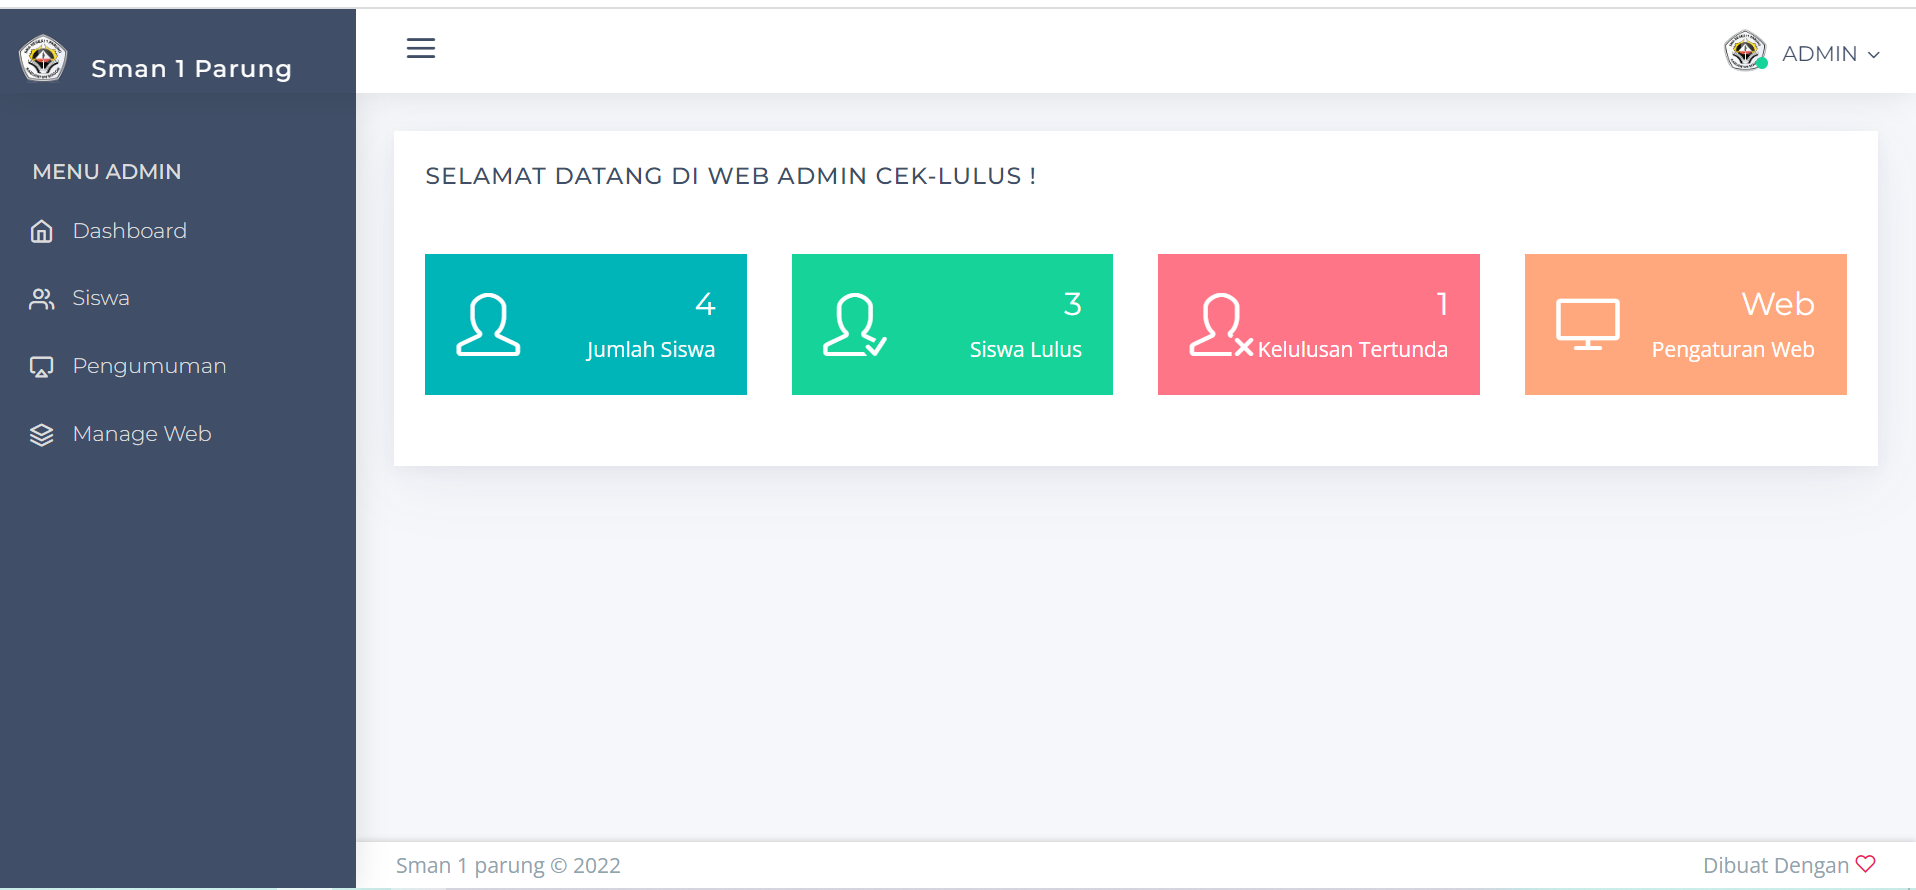 Sman 1 Parung
ADMIN
MENU ADMIN
Dashboard
Siswa
Pengumuman
Manage Web
SELAMAT DATANG DI WEB ADMIN CEK-LULUS !
4
Jumlah Siswa
3
Siswa Lulus
1
Kelulusan Tertunda
Web
Pengaturan Web
Sman 1 parung © 2022
Dibuat Dengan